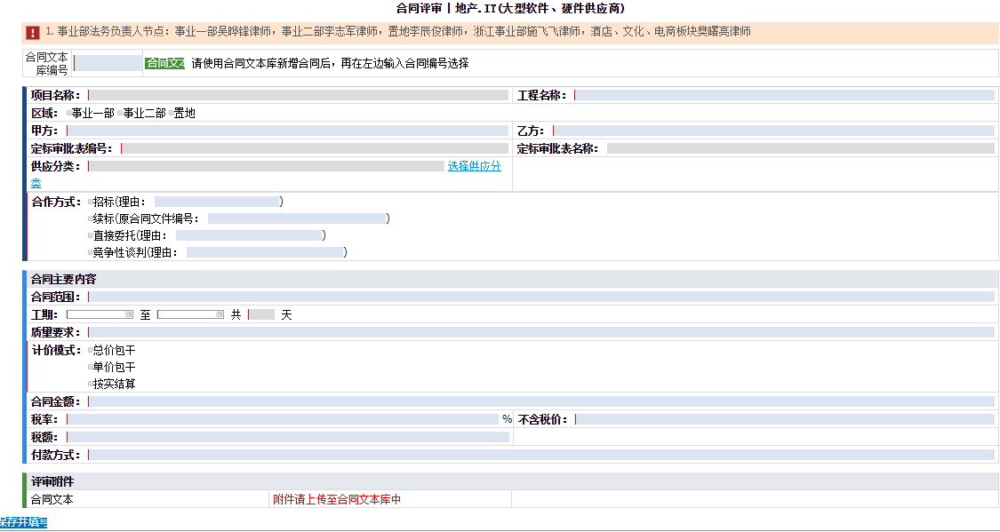 合同评审丨地产.IT(大型软件、硬件供应商)
1. 事业部法务负责人节点：事业一部吴晔锋律师，事业二部李志军律师，置地李辰俊律师，浙江事业部施飞飞律师，酒店、文化、电商板块樊曙亮律师
合同文本库编号 合同文本 请使用合同文本库新增合同后，再在左边输入合同编号选择
项目名称： 工程名称：
区域： 事业一部 事业二部 置地
甲方： 乙方：
定标审批表编号： 定标审批表名称：
供应分类： 选择供应分类
合作方式： 招标(理由： )
续标(原合同文件编号： )
直接委托(理由： )
竞争性谈判(理由： )
合同主要内容
合同范围：
工期： 至 共 天
质量要求：
计价模式： 总价包干
单价包干
按实结算
合同金额：
税率： % 不含税价：
税额：
付款方式：
评审附件
合同文本 附件请上传至合同文本库中
保存并填写